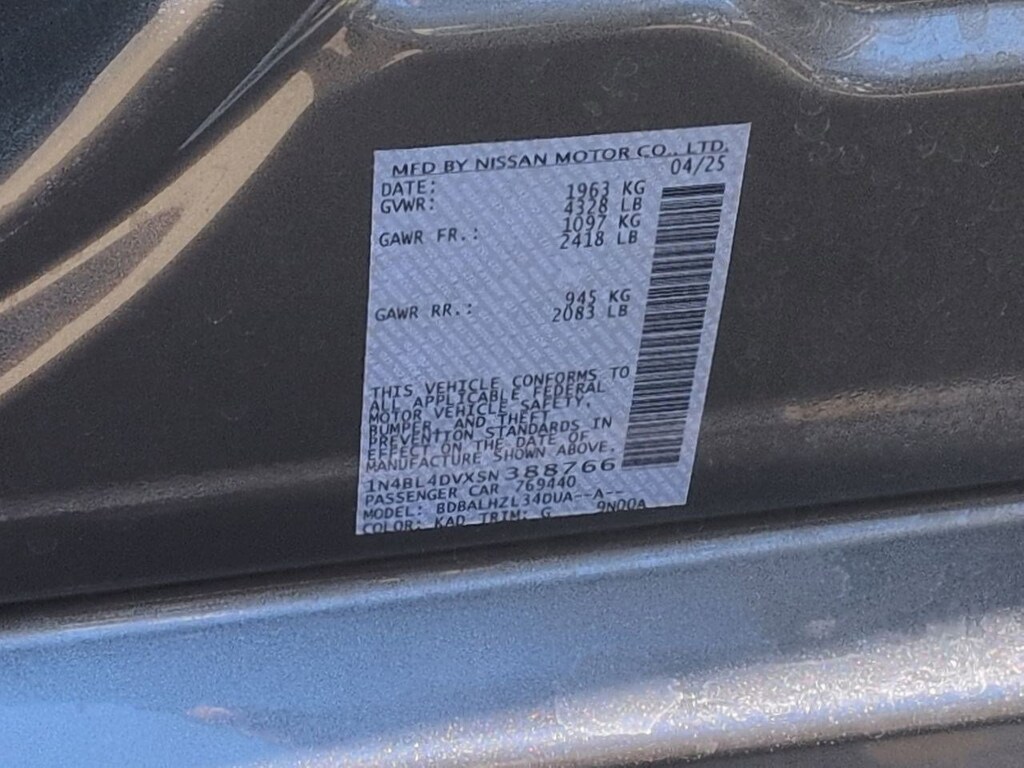 MFD BY NISSAN MOTOR CO., LTD.
DATE: 04/25
GVWR: 1963 KG
4328 LB
GAWR FR.: 1097 KG
2418 LB
GAWR RR.: 945 KG
2083 LB
THIS VEHICLE CONFORMS TO
ALL APPLICABLE FEDERAL
MOTOR VEHICLE SAFETY,
BUMPER, AND THEFT
PREVENTION STANDARDS IN
EFFECT ON THE DATE OF
MANUFACTURE SHOWN ABOVE.
1N4BL4DVXSN388766
PASSENGER CAR 769440
MODEL: BDBALHZL34DUA--A--
COLOR: KAD TRIM: G 9N00A